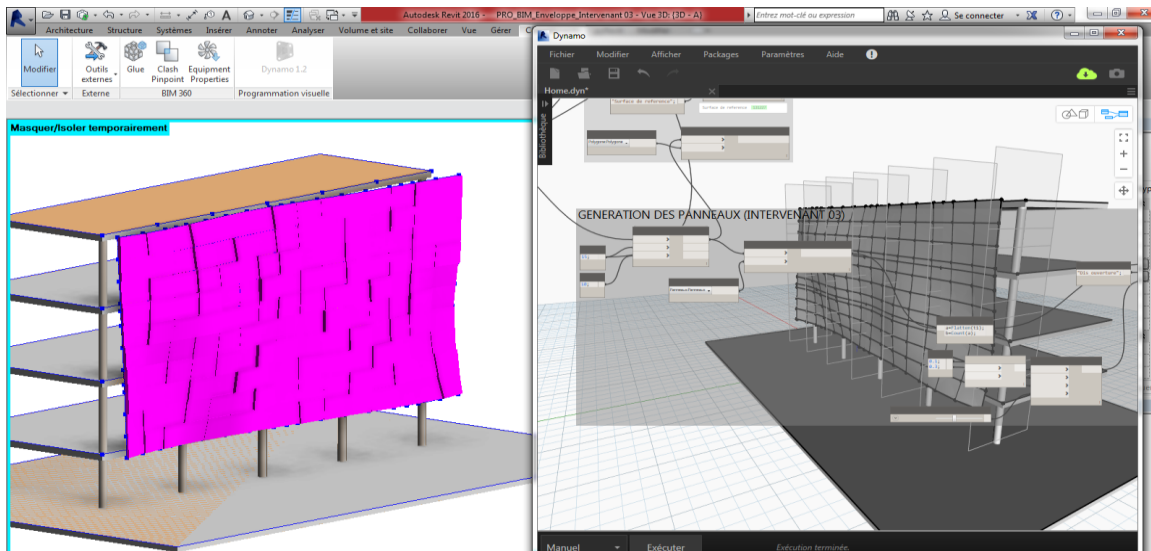 Autodesk Revit 2016 - PRO_BIM_Enveloppe_Intervenant 03 - Vue 3D: {3D - A}
Entrez mot-clé ou expression
Se connecter
Architecture Structure Systèmes Insérer Annoter Analyser Volume et site Collaborer Vue Gérer C
Modifier
Outils externes
Glue
Clash Pinpoint
Equipment Properties
Dynamo 1.2
Sélectionner
Externe
BIM 360
Programmation visuelle
Masquer/Isoler temporairement
Dynamo
Fichier Modifier Afficher Packages Paramètres Aide
Home.dyn*
Bibliothèque
"Surface de reference";
Surface de reference
GENERATION DES PANNEAUX (INTERVENANT 03)
Manuel
Exécuter
Exécution terminée.